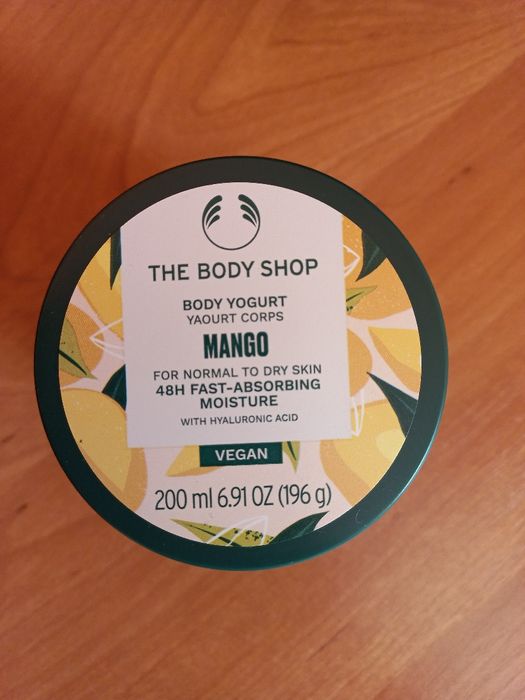 THE BODY SHOP
BODY YOGURT
YAOURT CORPS
MANGO
FOR NORMAL TO DRY SKIN
48H FAST-ABSORBING
MOISTURE
WITH HYALURONIC ACID
VEGAN
200 ml 6.91 OZ (196 g)